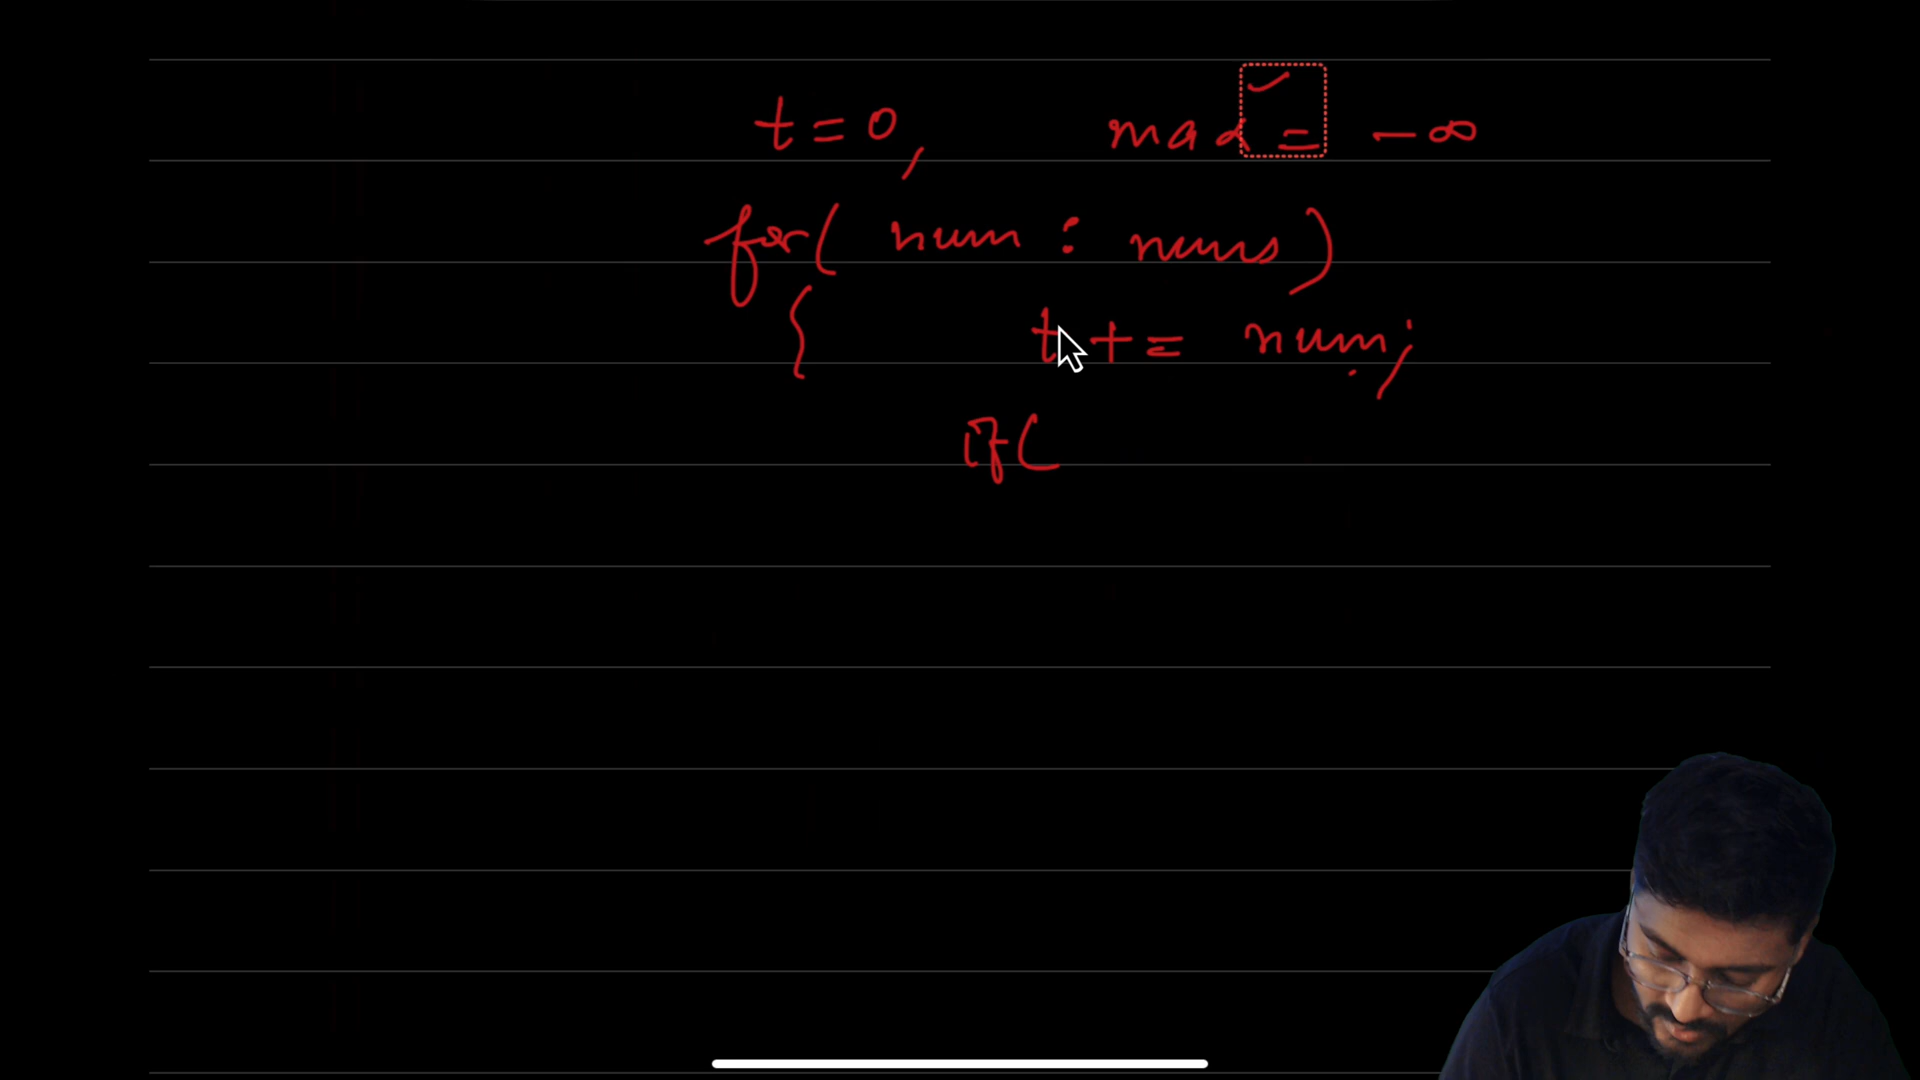 t = 0, max = -∞
for( num : nums )
{ t += num;
if(